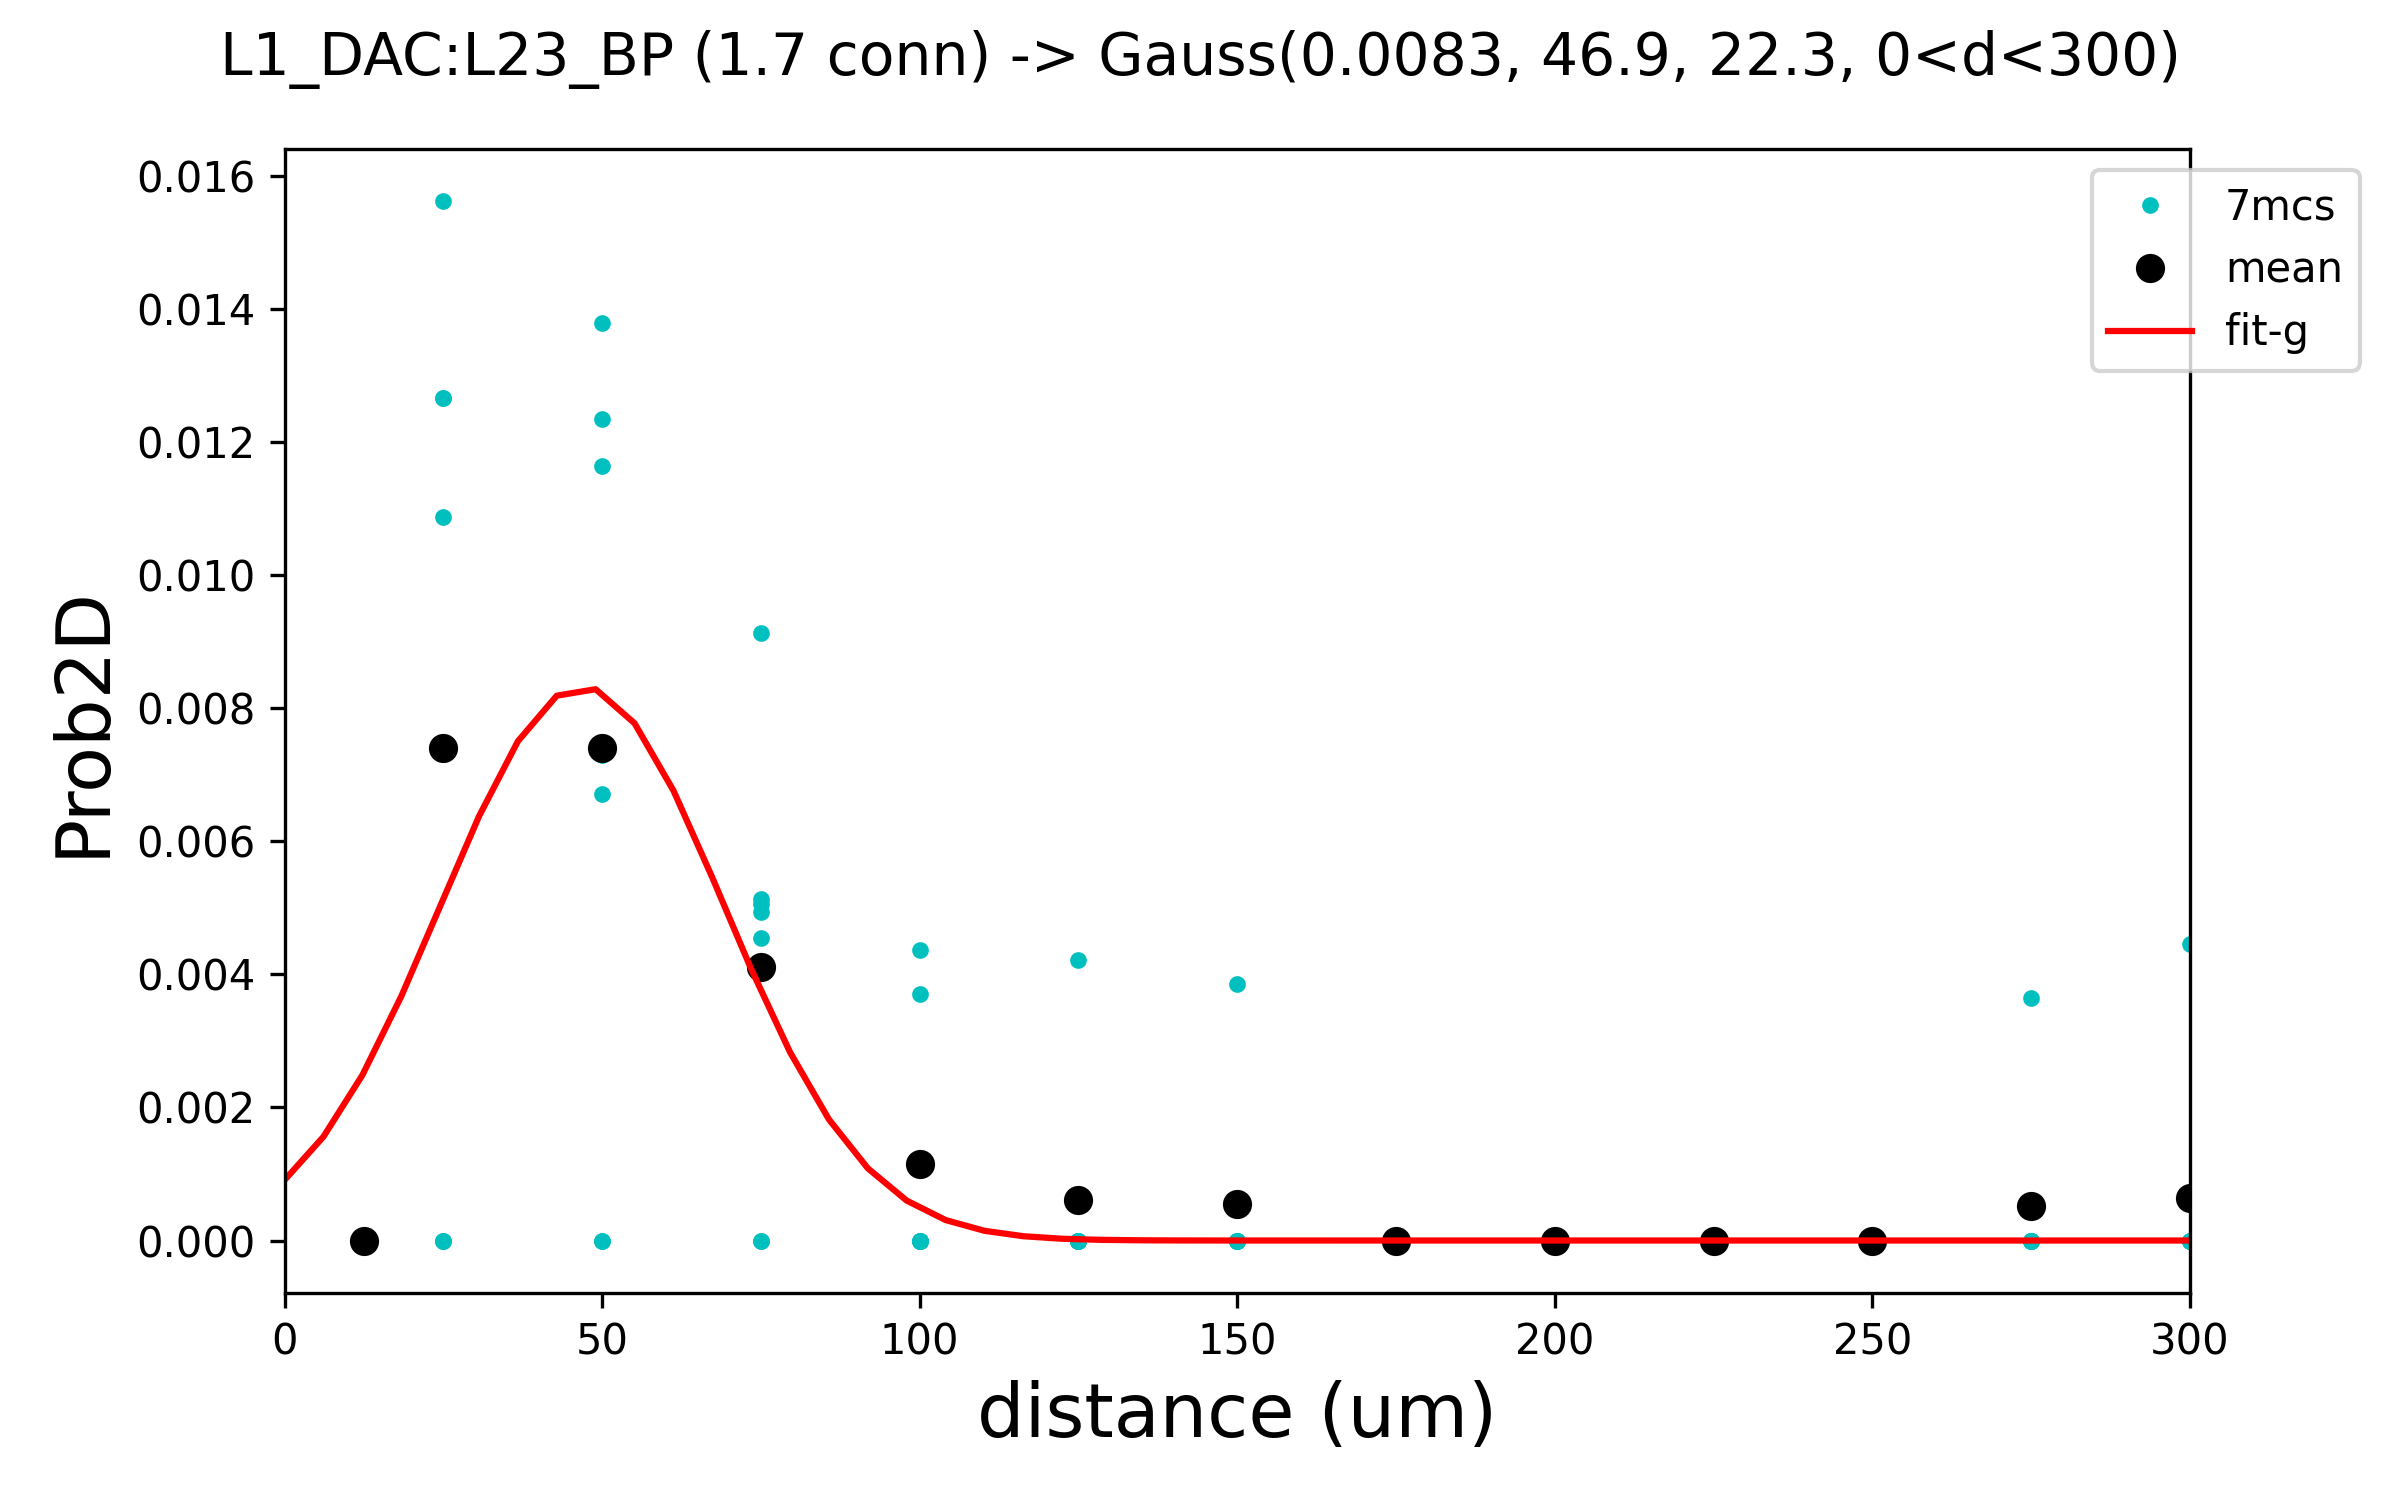 L1_DAC:L23_BP (1.7 conn) -> Gauss(0.0083, 46.9, 22.3, 0<d<300)
7mcs
mean
fit-g
0.016
0.014
0.012
0.010
0.008
0.006
0.004
0.002
0.000
Prob2D
0 50 100 150 200 250 300
distance (um)